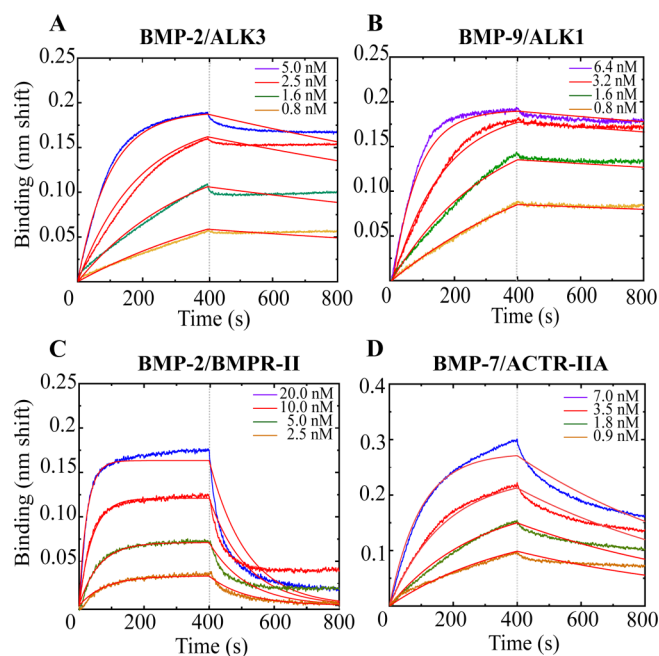 A
BMP-2/ALK3
5.0 nM
2.5 nM
1.6 nM
0.8 nM
Binding (nm shift)
0.25
0.2
0.15
0.10
0.05
0 200 400 600 800
Time (s)
B
BMP-9/ALK1
6.4 nM
3.2 nM
1.6 nM
0.8 nM
0.25
0.2
0.15
0.10
0.05
0 200 400 600 800
Time (s)
C
BMP-2/BMPR-II
20.0 nM
10.0 nM
5.0 nM
2.5 nM
Binding (nm shift)
0.25
0.2
0.15
0.10
0.05
0 200 400 600 800
Time (s)
D
BMP-7/ACTR-IIA
7.0 nM
3.5 nM
1.8 nM
0.9 nM
0.4
0.3
0.2
0.1
0 200 400 600 800
Time (s)